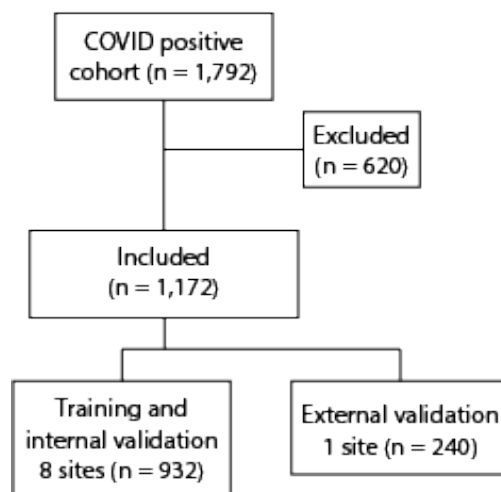 COVID positive
cohort (n = 1,792)
Excluded
(n = 620)
Included
(n = 1,172)
Training and
internal validation
8 sites (n = 932)
External validation
1 site (n = 240)